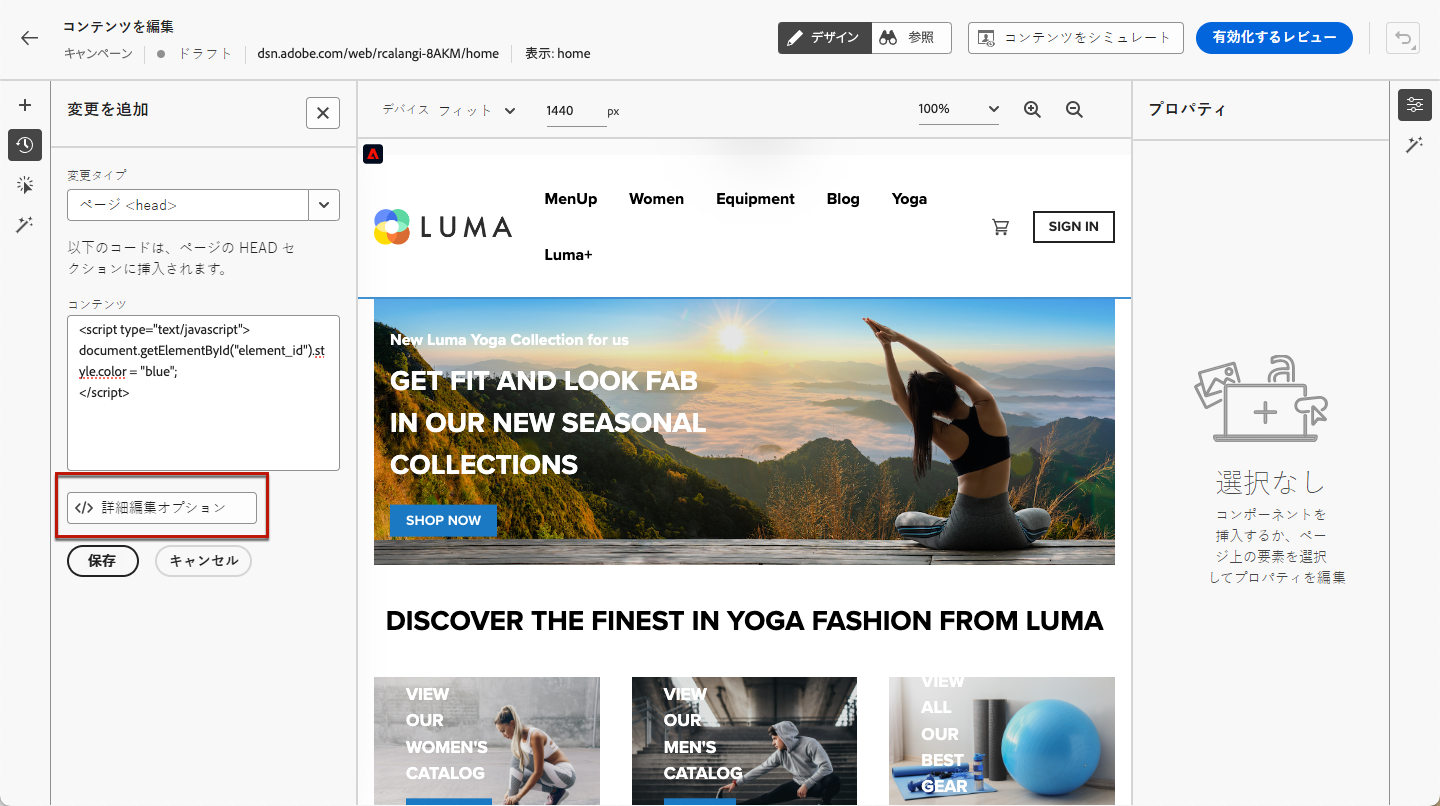 コンテンツを編集
キャンペーン
ドラフト
dsn.adobe.com/web/rcalangi-8AKM/home
表示: home
デザイン
参照
コンテンツをシミュレート
有効化するレビュー
変更を追加
変更タイプ
ページ <head>
以下のコードは、ページの HEAD セ
クションに挿入されます。
コンテンツ
<script type="text/javascript">
document.getElementById("element_id").st
yle.color = "blue";
</script>
詳細編集オプション
保存
キャンセル
デバイス
フィット
1440
px
100%
LUMA
MenUp
Women
Equipment
Blog
Yoga
Luma+
SIGN IN
New Luma Yoga Collection for us
GET FIT AND LOOK FAB
IN OUR NEW SEASONAL
COLLECTIONS
SHOP NOW
DISCOVER THE FINEST IN YOGA FASHION FROM LUMA
VIEW
OUR
WOMEN'S
CATALOG
VIEW
OUR
MEN'S
CATALOG
VIEW
ALL
OUR
BEST
GEAR
プロパティ
選択なし
コンポーネントを
挿入するか、ペー
ジ上の要素を選択
してプロパティを編集